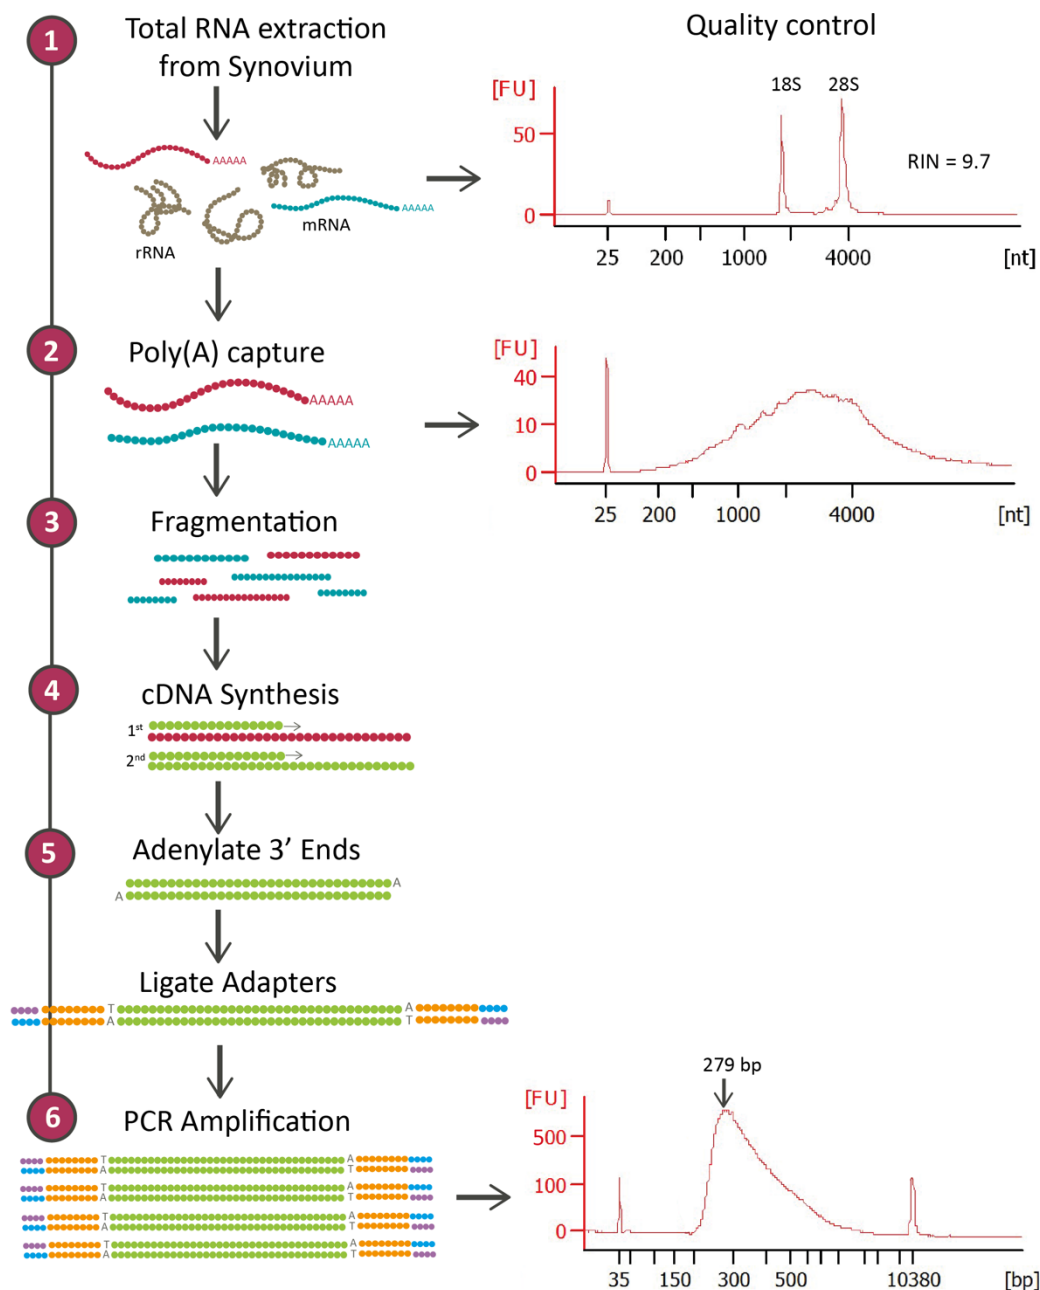 1
Total RNA extraction
from Synovium
Quality control
[FU]
50
0
18S
28S
RIN = 9.7
25 200 1000 4000 [nt]
AAAAA
AAAAA
mRNA
rRNA
2
Poly(A) capture
AAAAA
AAAAA
[FU]
40
10
0
25 200 1000 4000 [nt]
3
Fragmentation
4
cDNA Synthesis
1st
2nd
5
Adenylate 3’ Ends
A
A
Ligate Adapters
T A
A T
6
PCR Amplification
T A
A T
T A
A T
T A
A T
T A
A T
279 bp
[FU]
500
100
0
35 150 300 500 10380 [bp]